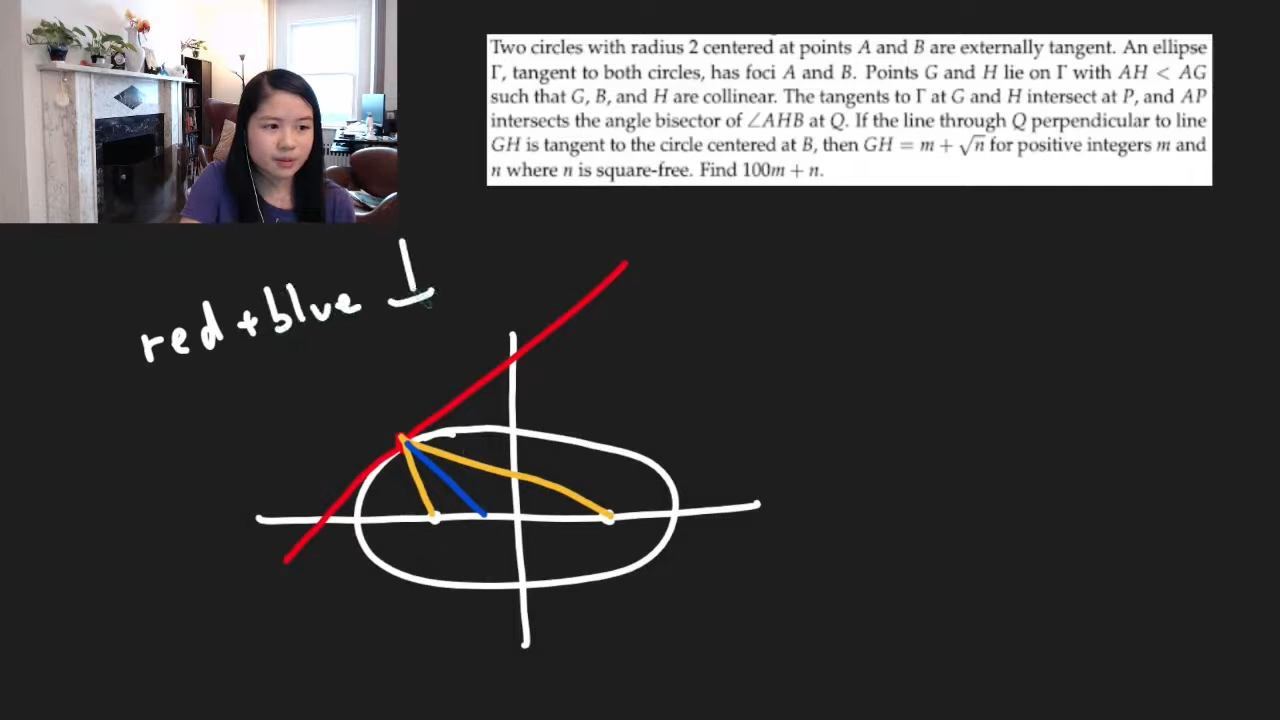 Two circles with radius 2 centered at points A and B are externally tangent. An ellipse
Γ, tangent to both circles, has foci A and B. Points G and H lie on Γ with AH < AG
such that G, B, and H are collinear. The tangents to Γ at G and H intersect at P, and AP
intersects the angle bisector of ∠AHB at Q. If the line through Q perpendicular to line
GH is tangent to the circle centered at B, then GH = m + √n for positive integers m and
n where n is square-free. Find 100m + n.
red + blue ⊥